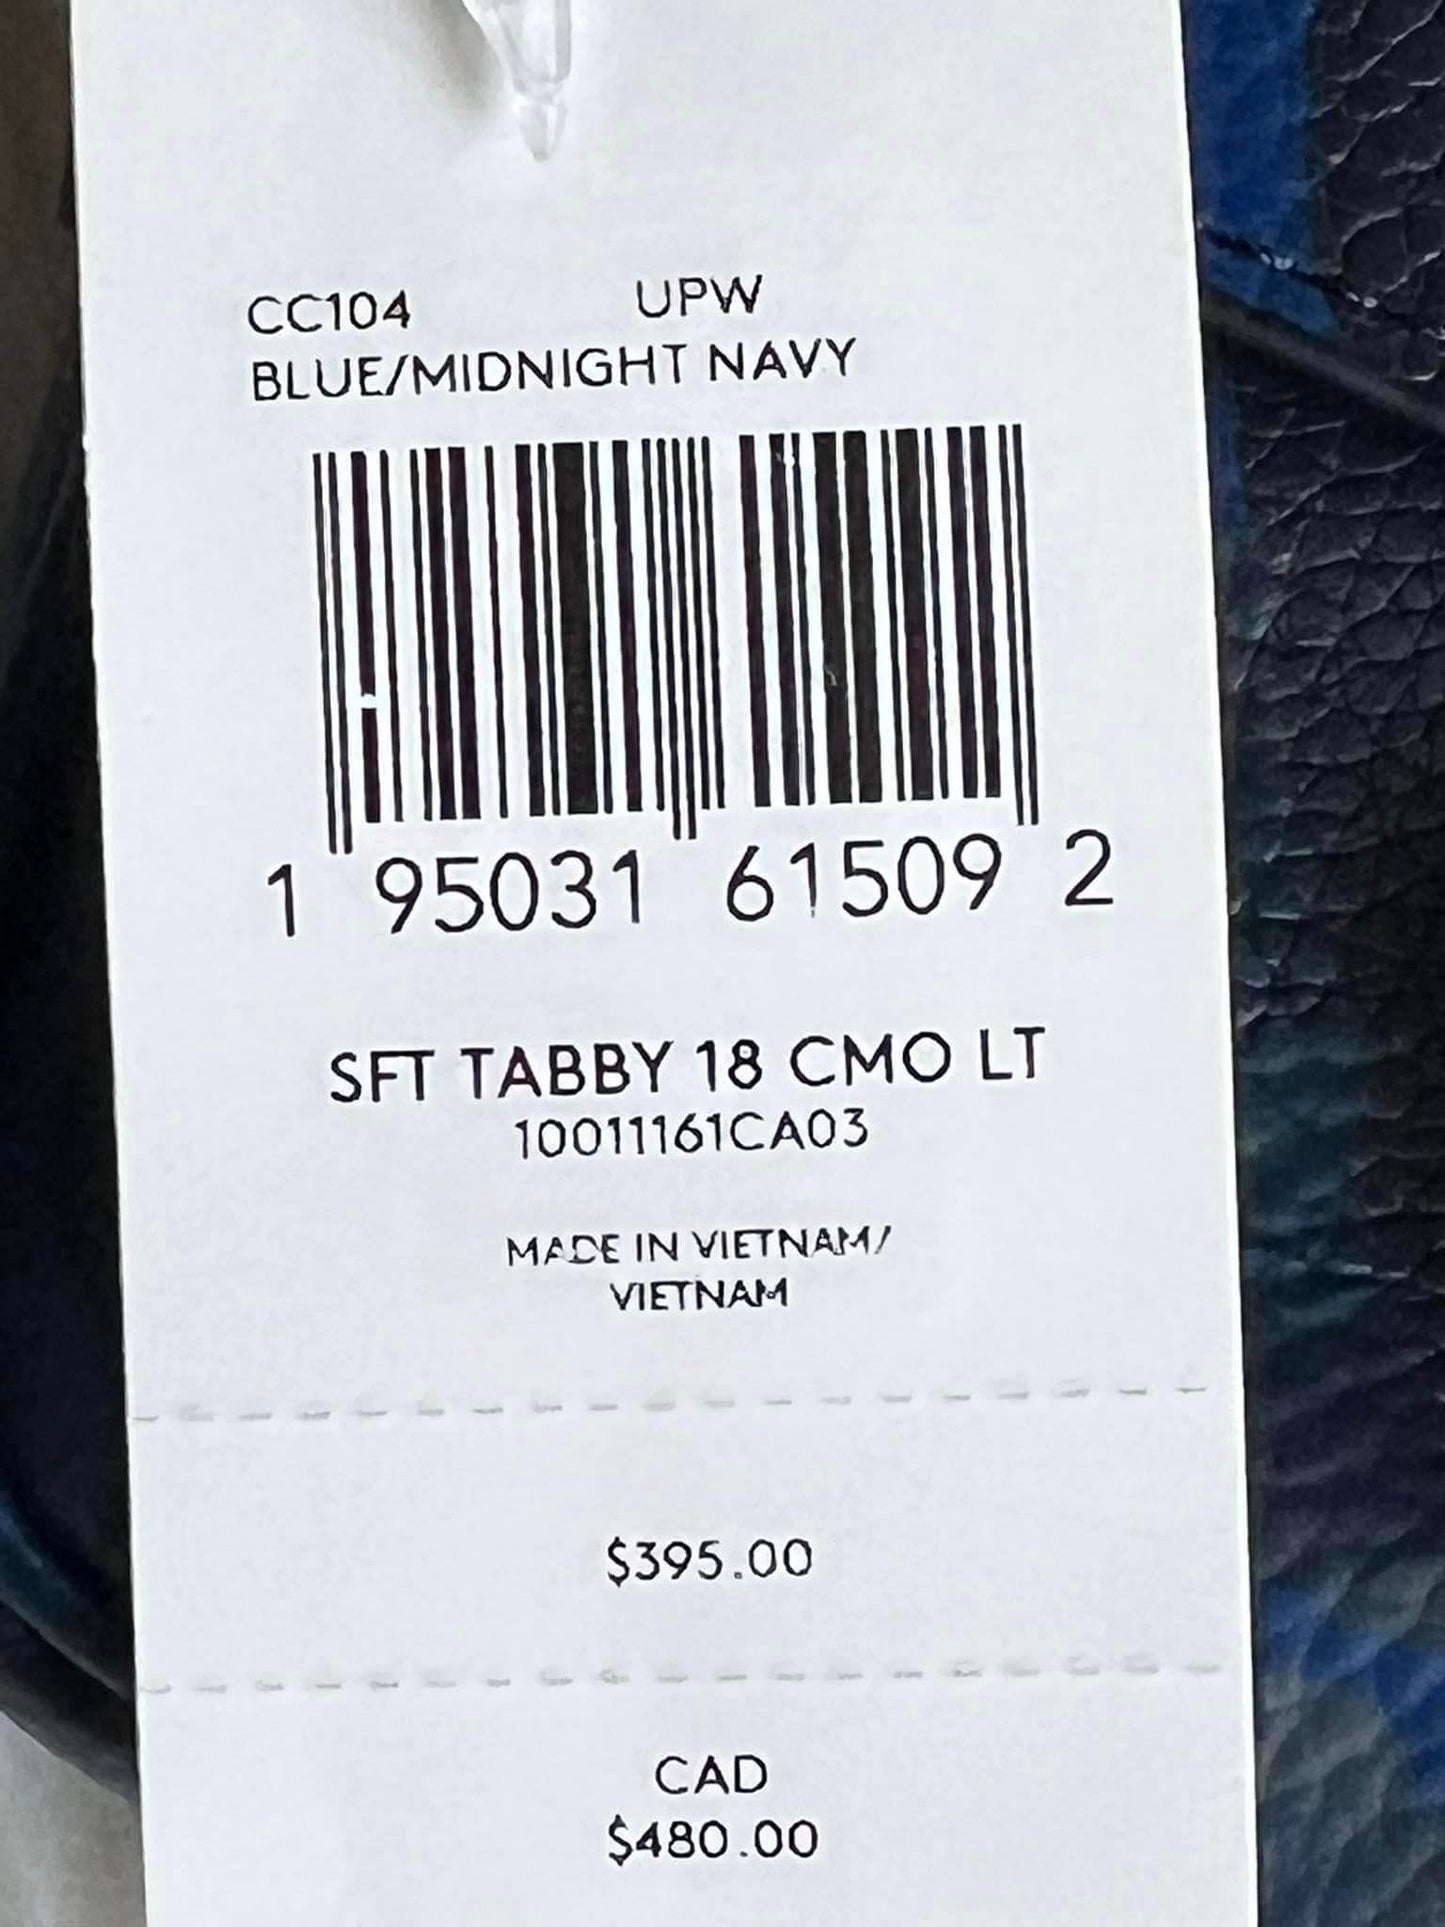 CC104 UPW
BLUE/MIDNIGHT NAVY
1 95031 61509 2
SFT TABBY 18 CMO LT
10011161CA03
MADE IN VIETNAM/
VIETNAM
$395.00
CAD
$480.00